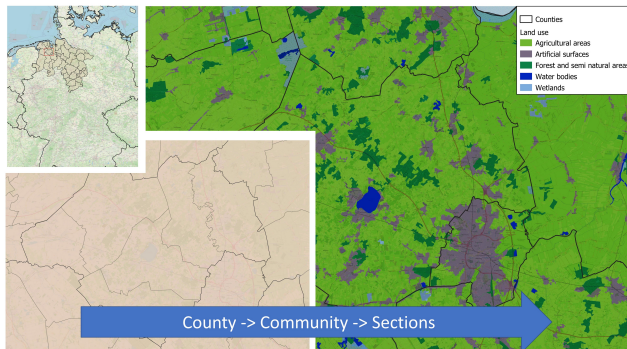 Counties
Land use
Agricultural areas
Artificial surfaces
Forest and semi natural areas
Water bodies
Wetlands
County -> Community -> Sections